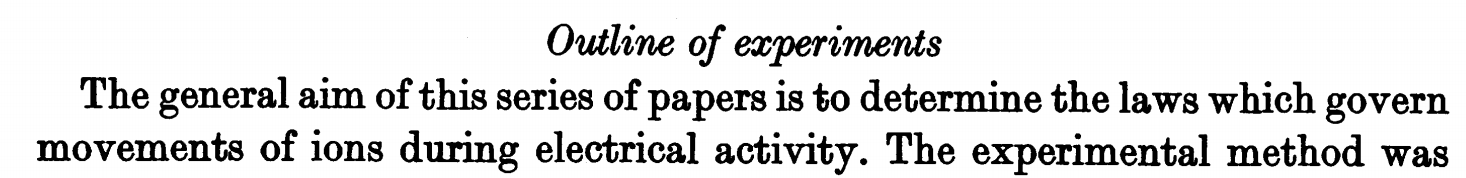 Outline of experiments
The general aim of this series of papers is to determine the laws which govern
movements of ions during electrical activity. The experimental method was